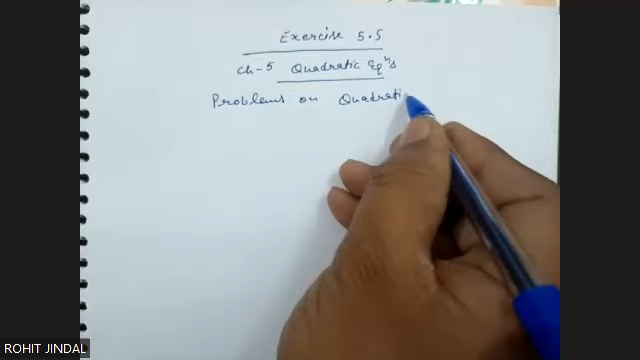 Exercise 5.5
Ch-5 Quadratic Eqⁿs
Problems on Quadrati
ROHIT JINDAL